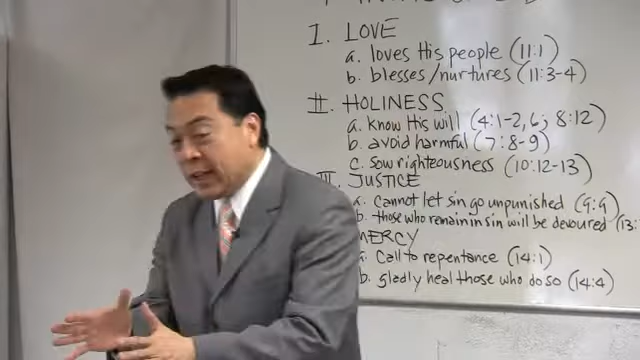 I. LOVE
a. loves His people (11:1)
b. blesses/nurtures (11:3-4)
II. HOLINESS
a. know His will (4:1-2, 6; 8:12)
b. avoid harmful (7:8-9)
c. sow righteousness (10:12-13)
III. JUSTICE
a. cannot let sin go unpunished (9:9)
b. those who remain in sin will be devoured (13:
MERCY
a. call to repentance (14:1)
b. gladly heal those who do so (14:4)